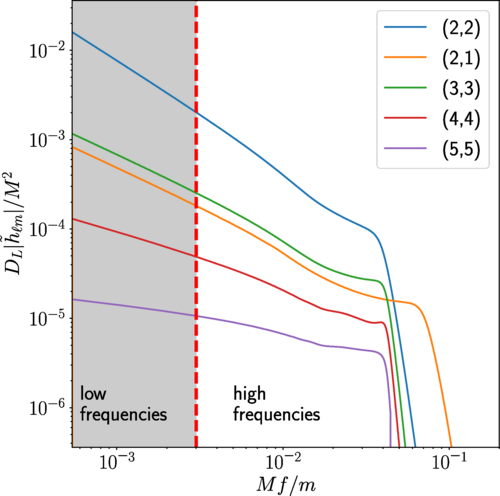 (2,2)
(2,1)
(3,3)
(4,4)
(5,5)
10⁻²
10⁻³
10⁻⁴
10⁻⁵
10⁻⁶
D_L|h̃_ℓm|/M²
low
frequencies
high
frequencies
10⁻³
10⁻²
10⁻¹
Mf/m